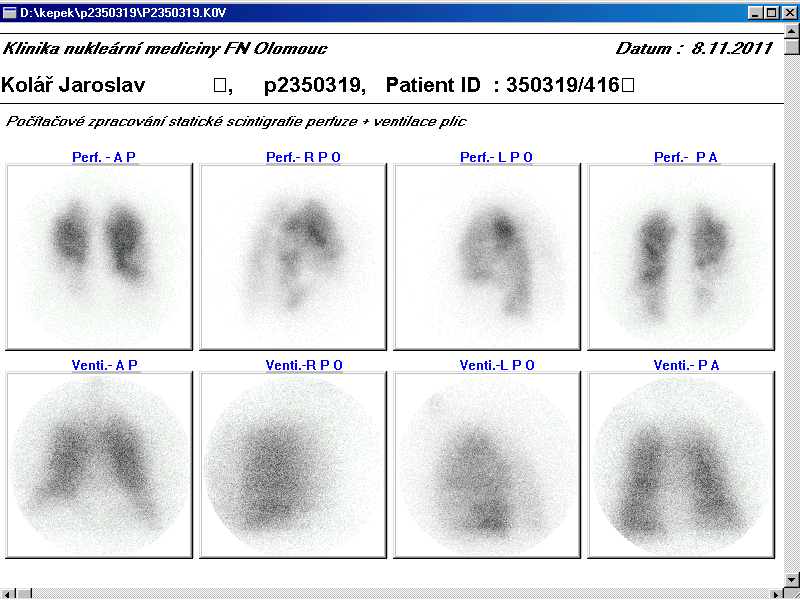 D:\kepek\p2350319\P2350319.K0V
Klinika nukleární mediciny FN Olomouc Datum : 8.11.2011
Kolář Jaroslav □, p2350319, Patient ID : 350319/416□
Počítačové zpracování statické scintigrafie perfuze + ventilace plic
Perf. - A P Perf.- R P O Perf.- L P O Perf.- P A
Venti.- A P Venti.-R P O Venti.-L P O Venti.- P A